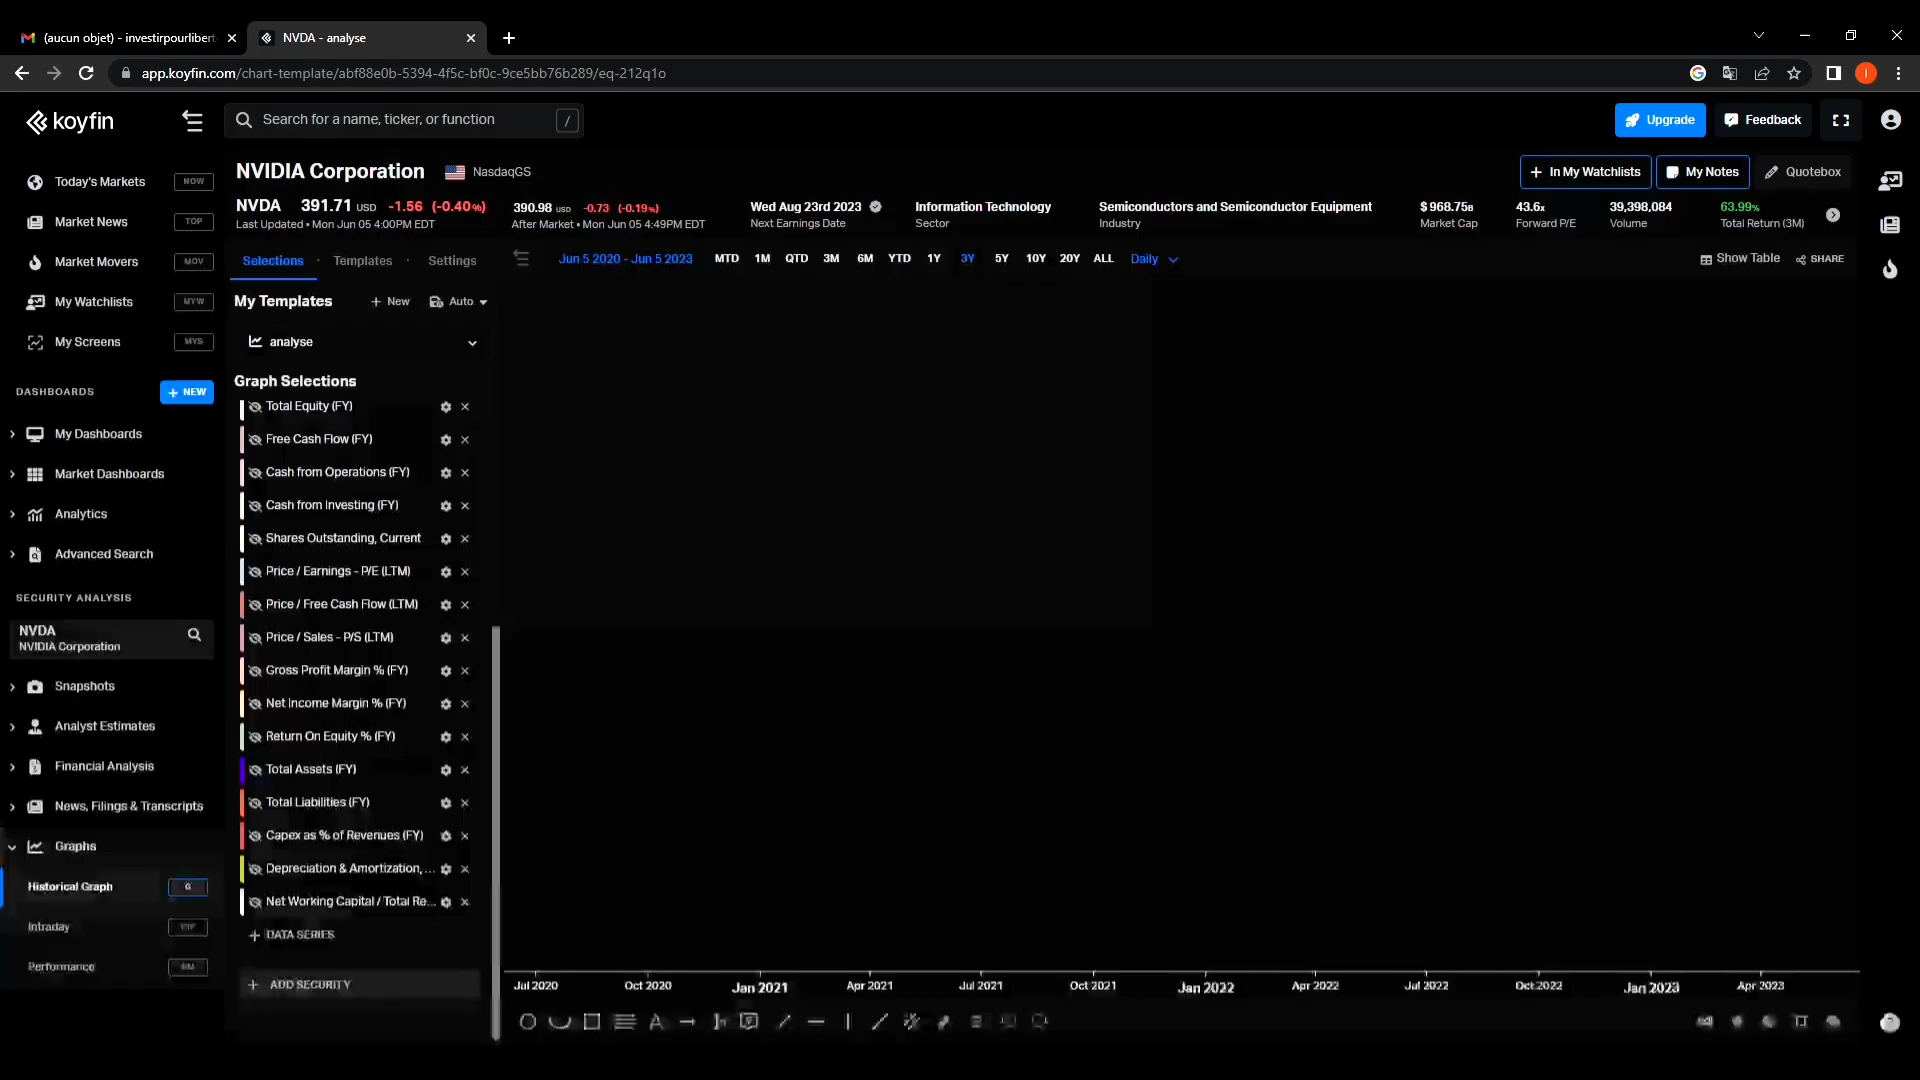 (aucun objet) - investirpourlibert
NVDA - analyse
app.koyfin.com/chart-template/abf88e0b-5394-4f5c-bf0c-9ce5bb76b289/eq-212q1o
koyfin
Search for a name, ticker, or function /
Upgrade
Feedback
Today's Markets NOW
Market News TOP
Market Movers MOV
My Watchlists MYW
My Screens MYS
DASHBOARDS + NEW
My Dashboards
Market Dashboards
Analytics
Advanced Search
SECURITY ANALYSIS
NVDA
NVIDIA Corporation
Snapshots
Analyst Estimates
Financial Analysis
News, Filings & Transcripts
Graphs
Historical Graph G
Intraday
Performance
NVIDIA Corporation NasdaqGS
+ In My Watchlists
My Notes
Quotebox
NVDA 391.71 USD -1.56 (-0.40%)
Last Updated • Mon Jun 05 4:00PM EDT
390.98 USD -0.73 (-0.19%)
After Market • Mon Jun 05 4:49PM EDT
Wed Aug 23rd 2023
Next Earnings Date
Information Technology
Sector
Semiconductors and Semiconductor Equipment
Industry
$ 968.75B
Market Cap
43.6x
Forward P/E
39,398,084
Volume
63.99%
Total Return (3M)
Selections Templates Settings
Jun 5 2020 - Jun 5 2023 MTD 1M QTD 3M 6M YTD 1Y 3Y 5Y 10Y 20Y ALL Daily
Show Table SHARE
My Templates + New Auto
analyse
Graph Selections
Total Equity (FY)
Free Cash Flow (FY)
Cash from Operations (FY)
Cash from Investing (FY)
Shares Outstanding, Current
Price / Earnings - P/E (LTM)
Price / Free Cash Flow (LTM)
Price / Sales - P/S (LTM)
Gross Profit Margin % (FY)
Net Income Margin % (FY)
Return On Equity % (FY)
Total Assets (FY)
Total Liabilities (FY)
Capex as % of Revenues (FY)
Depreciation & Amortization, ...
Net Working Capital / Total Re...
+ DATA SERIES
+ ADD SECURITY
Jul 2020 Oct 2020 Jan 2021 Apr 2021 Jul 2021 Oct 2021 Jan 2022 Apr 2022 Jul 2022 Oct 2022 Jan 2023 Apr 2023